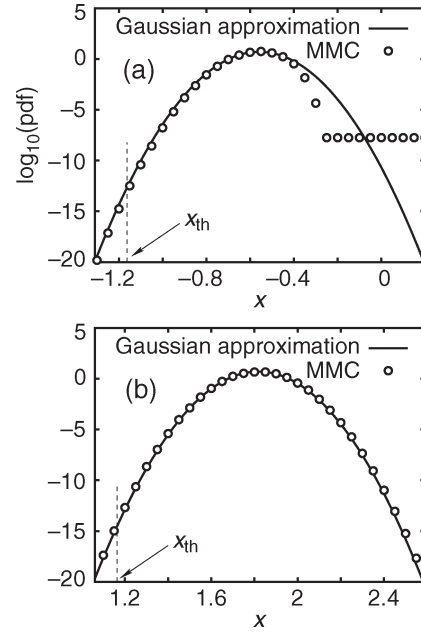 Gaussian approximation
MMC
(a)
log10(pdf)
5
0
−5
−10
−15
−20
xth
−1.2 −0.8 −0.4 0
x
Gaussian approximation
MMC
(b)
5
0
−5
−10
−15
−20
xth
1.2 1.6 2 2.4
x